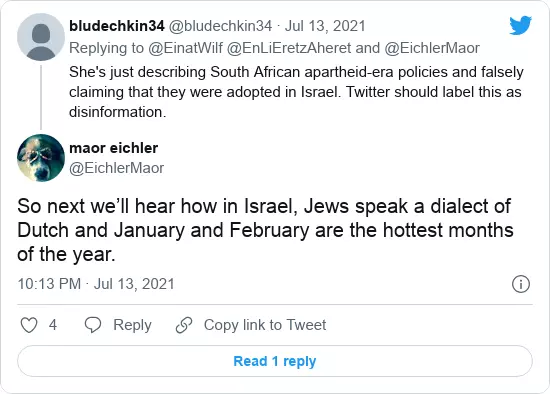 bludechkin34 @bludechkin34 · Jul 13, 2021
Replying to @EinatWilf @EnLiEretzAheret and @EichlerMaor
She's just describing South African apartheid-era policies and falsely
claiming that they were adopted in Israel. Twitter should label this as
disinformation.
maor eichler
@EichlerMaor
So next we’ll hear how in Israel, Jews speak a dialect of
Dutch and January and February are the hottest months
of the year.
10:13 PM · Jul 13, 2021
4 Reply Copy link to Tweet
Read 1 reply